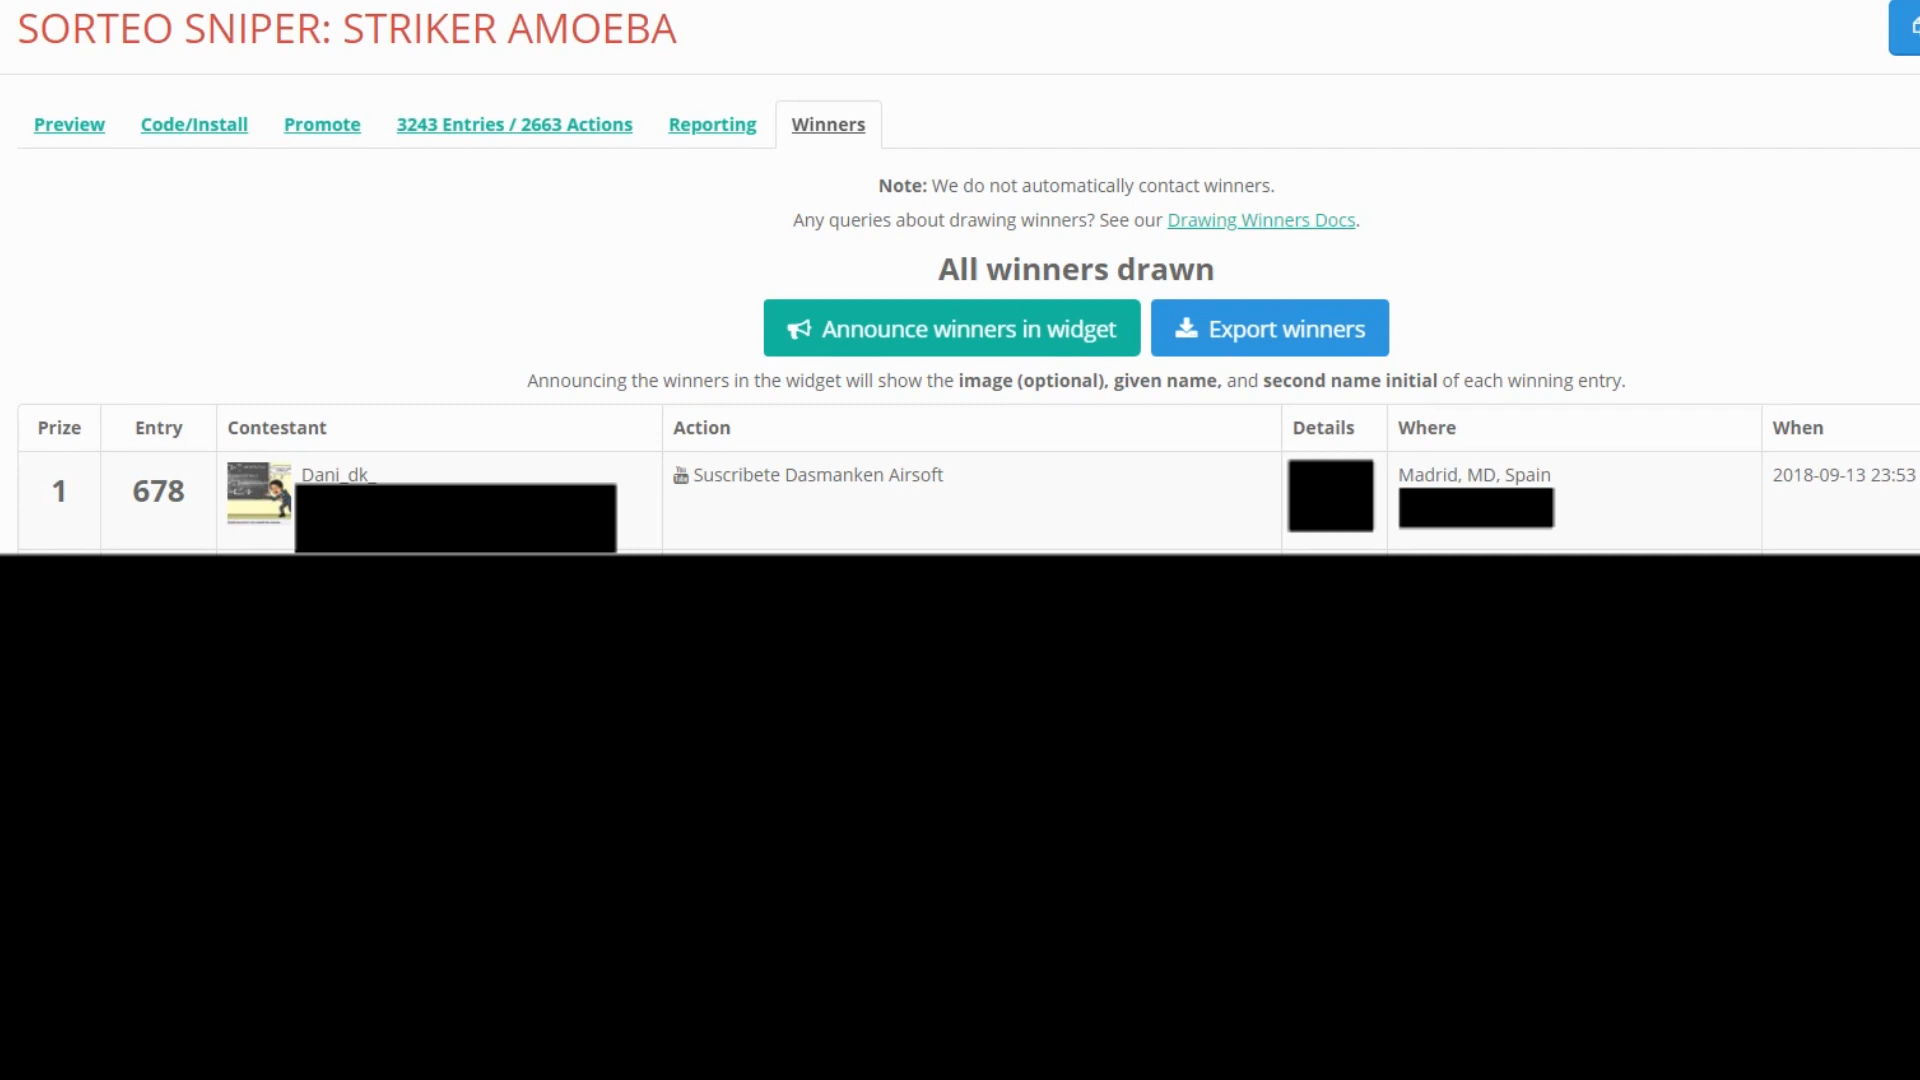 SORTEO SNIPER: STRIKER AMOEBA
Preview Code/Install Promote 3243 Entries / 2663 Actions Reporting Winners
Note: We do not automatically contact winners.
Any queries about drawing winners? See our Drawing Winners Docs.
All winners drawn
Announce winners in widget Export winners
Announcing the winners in the widget will show the image (optional), given name, and second name initial of each winning entry.
Prize Entry Contestant Action Details Where When
1 678 Dani_dk_ Suscribete Dasmanken Airsoft Madrid, MD, Spain 2018-09-13 23:53